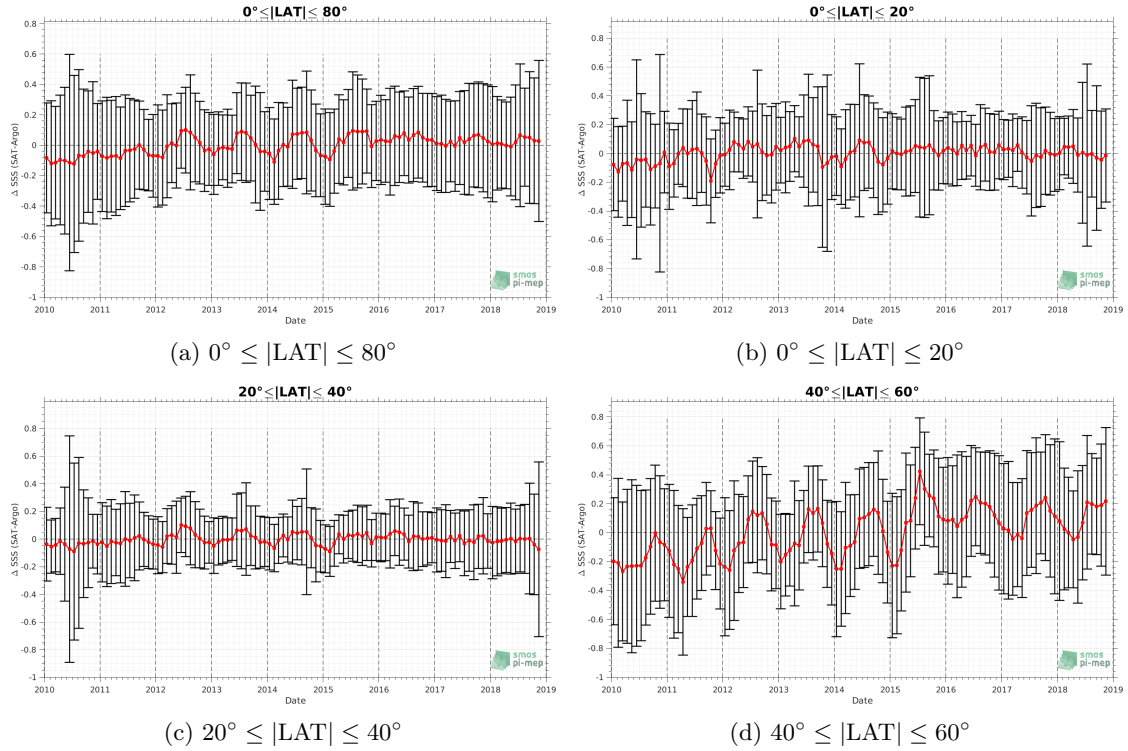 0°≤|LAT|≤ 80°
0.8
0.6
0.4
0.2
0
-0.2
-0.4
-0.6
-0.8
-1
Δ SSS (SAT-Argo)
2010 2011 2012 2013 2014 2015 2016 2017 2018 2019
Date
smos
pi-mep
(a) 0° ≤ |LAT| ≤ 80°
0°≤|LAT|≤ 20°
0.8
0.6
0.4
0.2
0
-0.2
-0.4
-0.6
-0.8
-1
Δ SSS (SAT-Argo)
2010 2011 2012 2013 2014 2015 2016 2017 2018 2019
Date
smos
pi-mep
(b) 0° ≤ |LAT| ≤ 20°
20°≤|LAT|≤ 40°
0.8
0.6
0.4
0.2
0
-0.2
-0.4
-0.6
-0.8
-1
Δ SSS (SAT-Argo)
2010 2011 2012 2013 2014 2015 2016 2017 2018 2019
Date
smos
pi-mep
(c) 20° ≤ |LAT| ≤ 40°
40°≤|LAT|≤ 60°
0.8
0.6
0.4
0.2
0
-0.2
-0.4
-0.6
-0.8
-1
Δ SSS (SAT-Argo)
2010 2011 2012 2013 2014 2015 2016 2017 2018 2019
Date
smos
pi-mep
(d) 40° ≤ |LAT| ≤ 60°